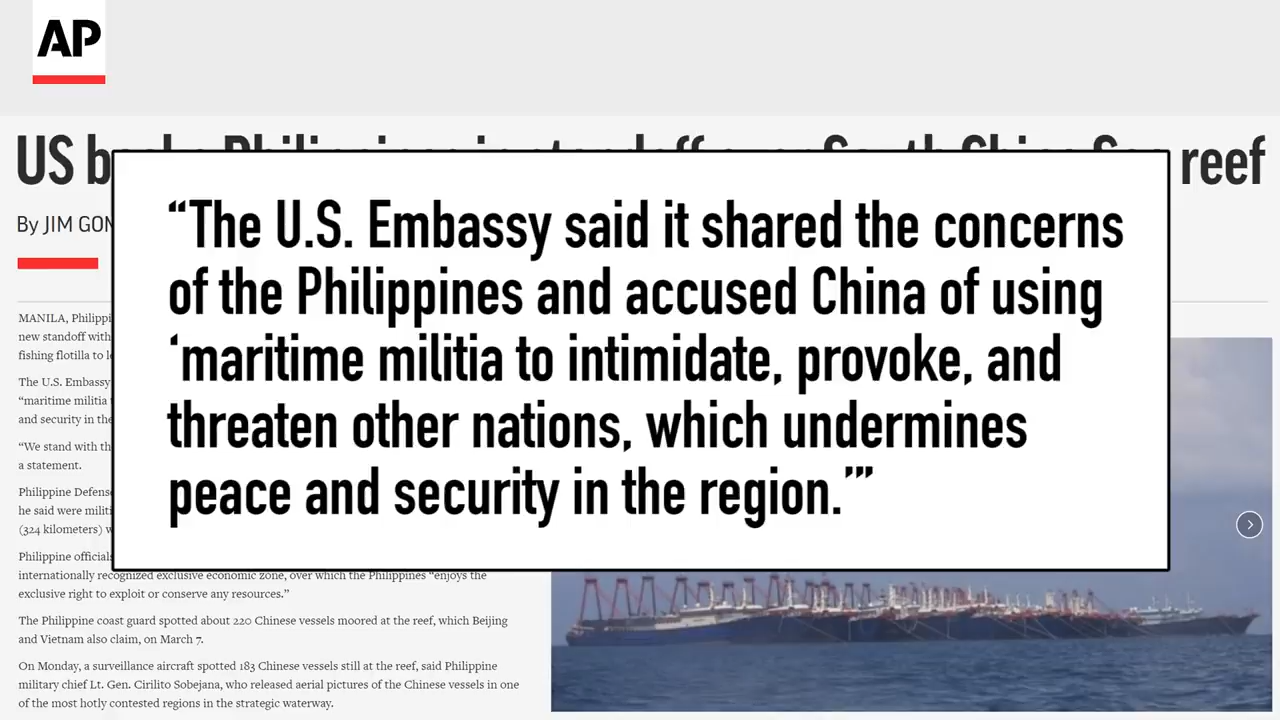 AP
US reef
“The U.S. Embassy said it shared the concerns
of the Philippines and accused China of using
‘maritime militia to intimidate, provoke, and
threaten other nations, which undermines
peace and security in the region.’”
By JIM
MANILA,
new standoff with
fishing flotilla to
The U.S. Embassy
“maritime militia
and security in the
“We stand with
a statement.
Philippine
he said were
(324 kilometers)
Philippine officials
internationally recognized exclusive economic zone, over which the Philippines “enjoys the
exclusive right to exploit or conserve any resources.”
The Philippine coast guard spotted about 220 Chinese vessels moored at the reef, which Beijing
and Vietnam also claim, on March 7.
On Monday, a surveillance aircraft spotted 183 Chinese vessels still at the reef, said Philippine
military chief Lt. Gen. Cirilito Sobejana, who released aerial pictures of the Chinese vessels in one
of the most hotly contested regions in the strategic waterway.